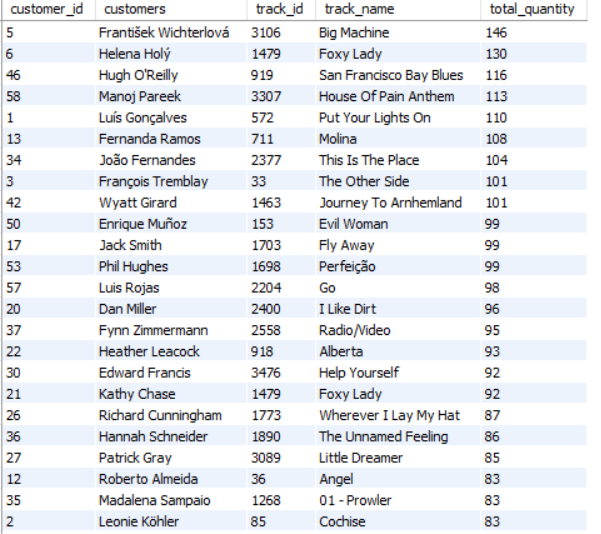 customer_id customers track_id track_name total_quantity
5 František Wichterlová 3106 Big Machine 146
6 Helena Holý 1479 Foxy Lady 130
46 Hugh O'Reilly 919 San Francisco Bay Blues 116
58 Manoj Pareek 3307 House Of Pain Anthem 113
1 Luís Gonçalves 572 Put Your Lights On 110
13 Fernanda Ramos 711 Molina 108
34 João Fernandes 2377 This Is The Place 104
3 François Tremblay 33 The Other Side 101
42 Wyatt Girard 1463 Journey To Arnhemland 101
50 Enrique Muñoz 153 Evil Woman 99
17 Jack Smith 1703 Fly Away 99
53 Phil Hughes 1698 Perfeição 99
57 Luis Rojas 2204 Go 98
20 Dan Miller 2400 I Like Dirt 96
37 Fynn Zimmermann 2558 Radio/Video 95
22 Heather Leacock 918 Alberta 93
30 Edward Francis 3476 Help Yourself 92
21 Kathy Chase 1479 Foxy Lady 92
26 Richard Cunningham 1773 Wherever I Lay My Hat 87
36 Hannah Schneider 1890 The Unnamed Feeling 86
27 Patrick Gray 3089 Little Dreamer 85
12 Roberto Almeida 36 Angel 83
35 Madalena Sampaio 1268 01 - Prowler 83
2 Leonie Köhler 85 Cochise 83